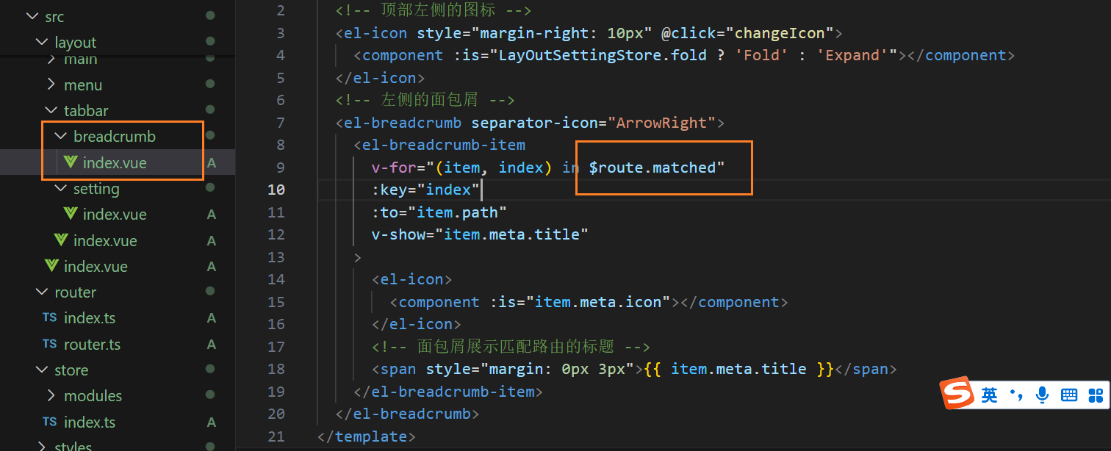 src
layout
main
menu
tabbar
breadcrumb
index.vue A
setting
index.vue A
index.vue A
index.vue A
router
TS index.ts A
TS router.ts A
store
modules
TS index.ts A
styles
2 <!-- 顶部左侧的图标 -->
3 <el-icon style="margin-right: 10px" @click="changeIcon">
4 <component :is="LayOutSettingStore.fold ? 'Fold' : 'Expand'"></component>
5 </el-icon>
6 <!-- 左侧的面包屑 -->
7 <el-breadcrumb separator-icon="ArrowRight">
8 <el-breadcrumb-item
9 v-for="(item, index) in $route.matched"
10 :key="index"
11 :to="item.path"
12 v-show="item.meta.title"
13 >
14 <el-icon>
15 <component :is="item.meta.icon"></component>
16 </el-icon>
17 <!-- 面包屑展示匹配路由的标题 -->
18 <span style="margin: 0px 3px">{{ item.meta.title }}</span>
19 </el-breadcrumb-item>
20 </el-breadcrumb>
21 </template>
S 英